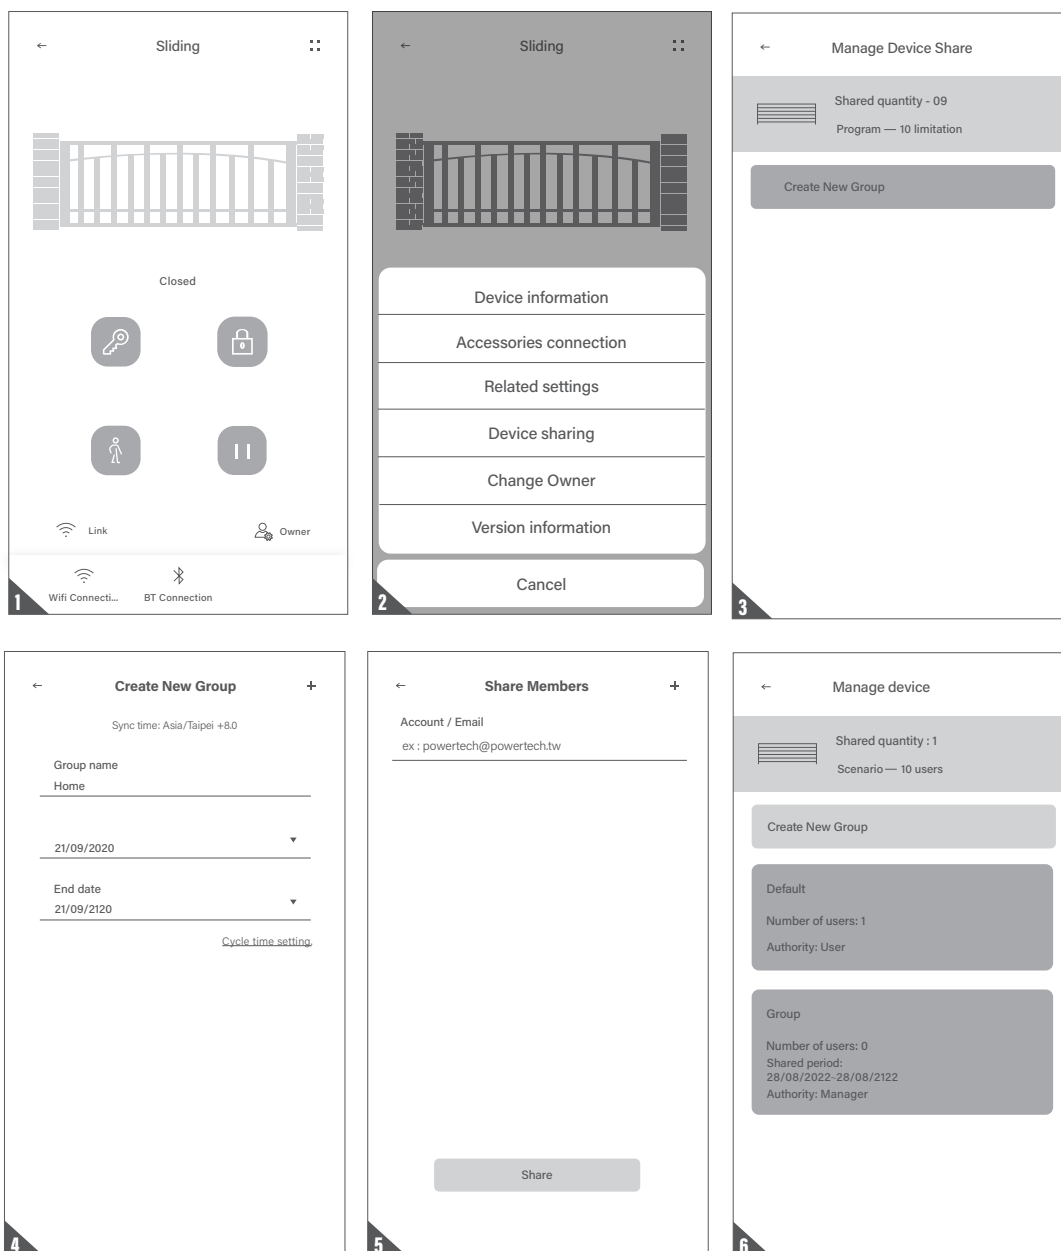 ← Sliding
Closed
Link Owner
Wifi Connecti... BT Connection
1
← Sliding
Device information
Accessories connection
Related settings
Device sharing
Change Owner
Version information
Cancel
2
← Manage Device Share
Shared quantity - 09
Program — 10 limitation
Create New Group
3
← Create New Group +
Sync time: Asia/Taipei +8.0
Group name
Home
21/09/2020 ▼
End date
21/09/2120 ▼
Cycle time setting.
4
← Share Members +
Account / Email
ex : powertech@powertech.tw
Share
5
← Manage device
Shared quantity : 1
Scenario — 10 users
Create New Group
Default
Number of users: 1
Authority: User
Group
Number of users: 0
Shared period:
28/08/2022~28/08/2122
Authority: Manager
6